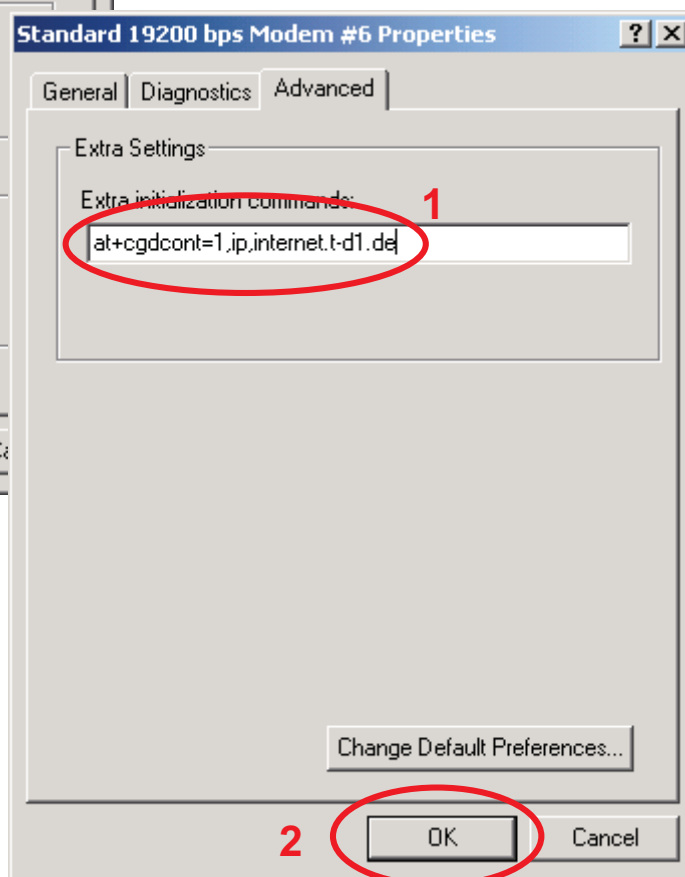 Standard 19200 bps Modem #6 Properties
General Diagnostics Advanced
Extra Settings
Extra initialization commands:
1
at+cgdcont=1,ip,internet.t-d1.de
Change Default Preferences...
2
OK Cancel